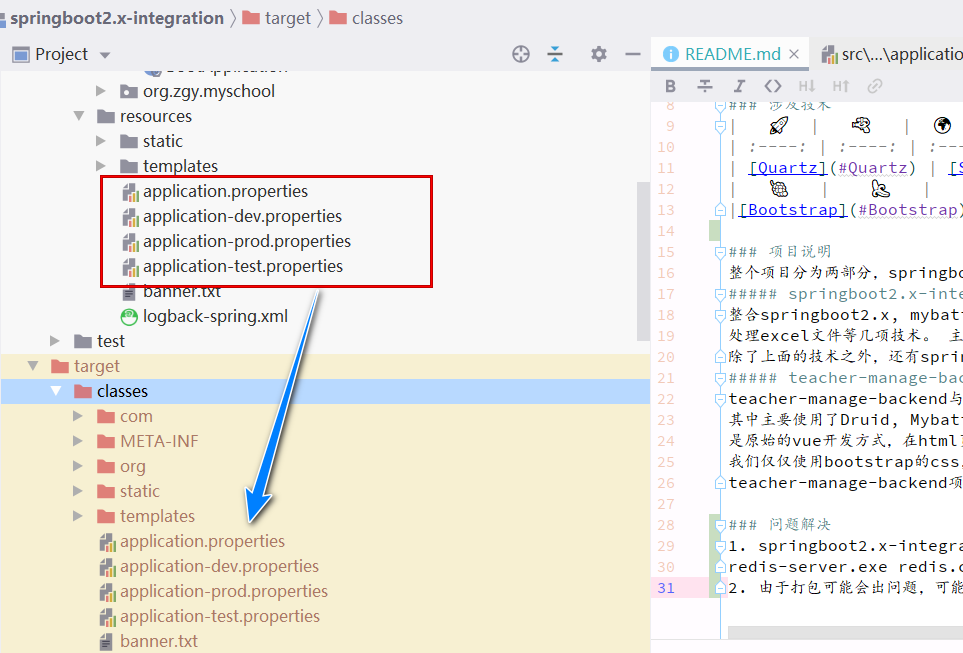 springboot2.x-integration 〉 target 〉 classes
Project
org.zgy.myschool
resources
static
templates
application.properties
application-dev.properties
application-prod.properties
application-test.properties
banner.txt
logback-spring.xml
test
target
classes
com
META-INF
org
static
templates
application.properties
application-dev.properties
application-prod.properties
application-test.properties
banner.txt
README.md
src\...\applicatio
B I <> H↓ H↑
8 ### 涉及技术
9 | 🚀 | 🔫 | 🌍
10 | :----: | :----: | :--
11 | [Quartz](#Quartz) | [S
12 | | |
13 |[Bootstrap](#Bootstrap)
14
15 ### 项目说明
16 整个项目分为两部分，springbo
17 ##### springboot2.x-inte
18 整合springboot2.x, mybatt
19 处理excel文件等几项技术。 主
20 除了上面的技术之外，还有sprin
21 ##### teacher-manage-bac
22 teacher-manage-backend与
23 其中主要使用了Druid, Mybatt
24 是原始的vue开发方式，在html
25 我们仅仅使用bootstrap的css,
26 teacher-manage-backend项
27
28 ### 问题解决
29 1. springboot2.x-integra
30 redis-server.exe redis.c
31 2. 由于打包可能会出问题，可能